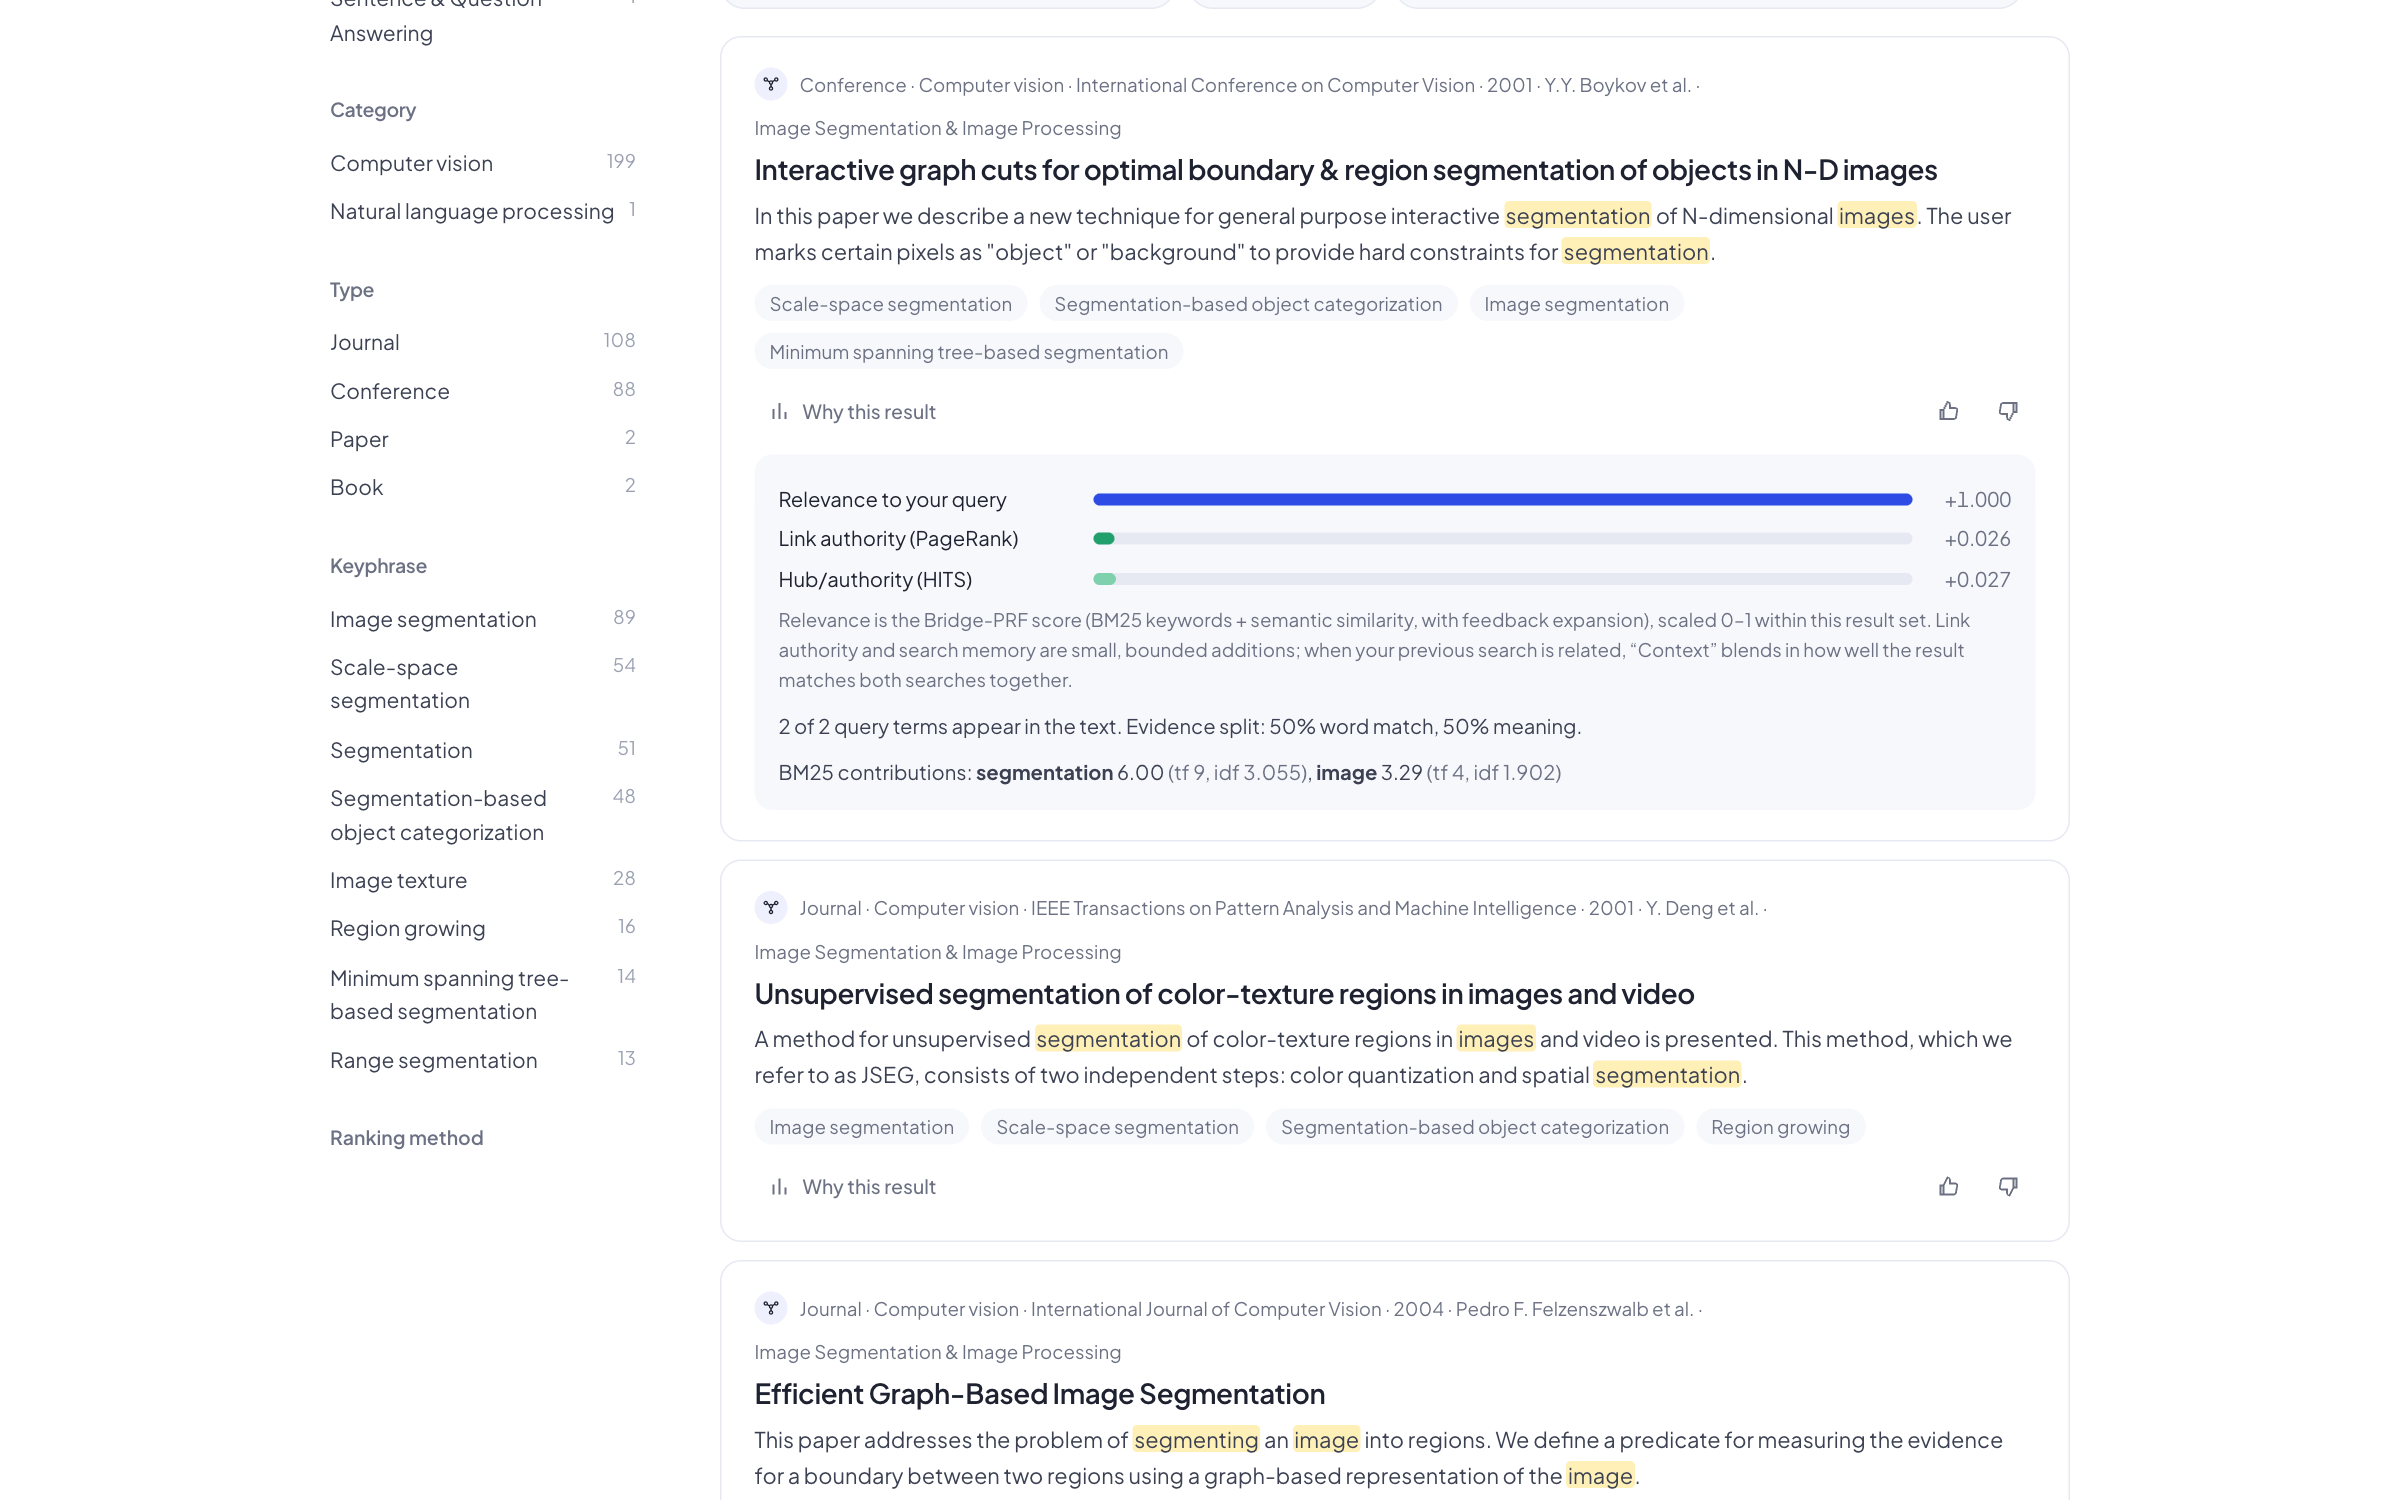 Sentence & Question
Answering
Category
Computer vision 199
Natural language processing 1
Type
Journal 108
Conference 88
Paper 2
Book 2
Keyphrase
Image segmentation 89
Scale-space 54
segmentation
Segmentation 51
Segmentation-based 48
object categorization
Image texture 28
Region growing 16
Minimum spanning tree- 14
based segmentation
Range segmentation 13
Ranking method
Conference · Computer vision · International Conference on Computer Vision · 2001 · Y.Y. Boykov et al. ·
Image Segmentation & Image Processing
Interactive graph cuts for optimal boundary & region segmentation of objects in N-D images
In this paper we describe a new technique for general purpose interactive segmentation of N-dimensional images. The user
marks certain pixels as "object" or "background" to provide hard constraints for segmentation.
Scale-space segmentation Segmentation-based object categorization Image segmentation
Minimum spanning tree-based segmentation
Why this result
Relevance to your query +1.000
Link authority (PageRank) +0.026
Hub/authority (HITS) +0.027
Relevance is the Bridge-PRF score (BM25 keywords + semantic similarity, with feedback expansion), scaled 0–1 within this result set. Link
authority and search memory are small, bounded additions; when your previous search is related, “Context” blends in how well the result
matches both searches together.
2 of 2 query terms appear in the text. Evidence split: 50% word match, 50% meaning.
BM25 contributions: segmentation 6.00 (tf 9, idf 3.055), image 3.29 (tf 4, idf 1.902)
Journal · Computer vision · IEEE Transactions on Pattern Analysis and Machine Intelligence · 2001 · Y. Deng et al. ·
Image Segmentation & Image Processing
Unsupervised segmentation of color-texture regions in images and video
A method for unsupervised segmentation of color-texture regions in images and video is presented. This method, which we
refer to as JSEG, consists of two independent steps: color quantization and spatial segmentation.
Image segmentation Scale-space segmentation Segmentation-based object categorization Region growing
Why this result
Journal · Computer vision · International Journal of Computer Vision · 2004 · Pedro F. Felzenszwalb et al. ·
Image Segmentation & Image Processing
Efficient Graph-Based Image Segmentation
This paper addresses the problem of segmenting an image into regions. We define a predicate for measuring the evidence
for a boundary between two regions using a graph-based representation of the image.